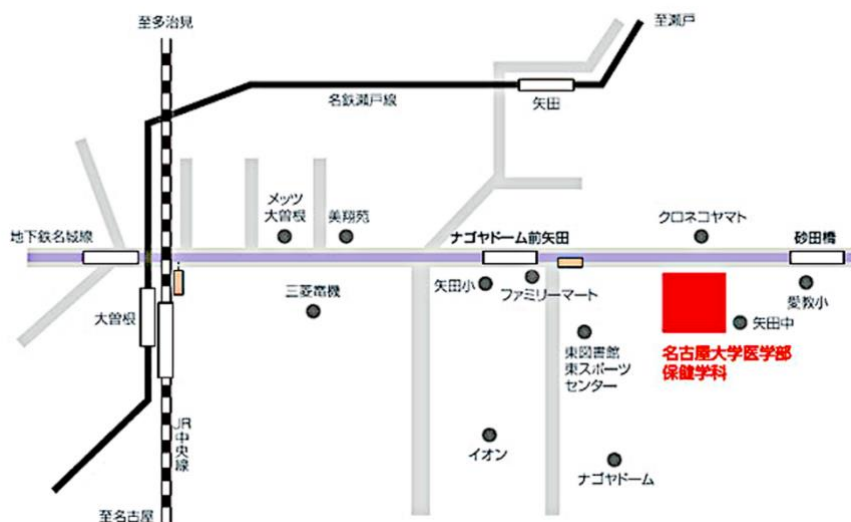 至多治見
至瀬戸
名鉄瀬戸線
矢田
メッツ
大曽根
美翔苑
クロネコヤマト
地下鉄名城線
ナゴヤドーム前矢田
砂田橋
三菱電機
矢田小
ファミリーマート
愛教小
大曽根
矢田中
東図書館
東スポーツ
センター
名古屋大学医学部
保健学科
JR中央線
イオン
ナゴヤドーム
至名古屋